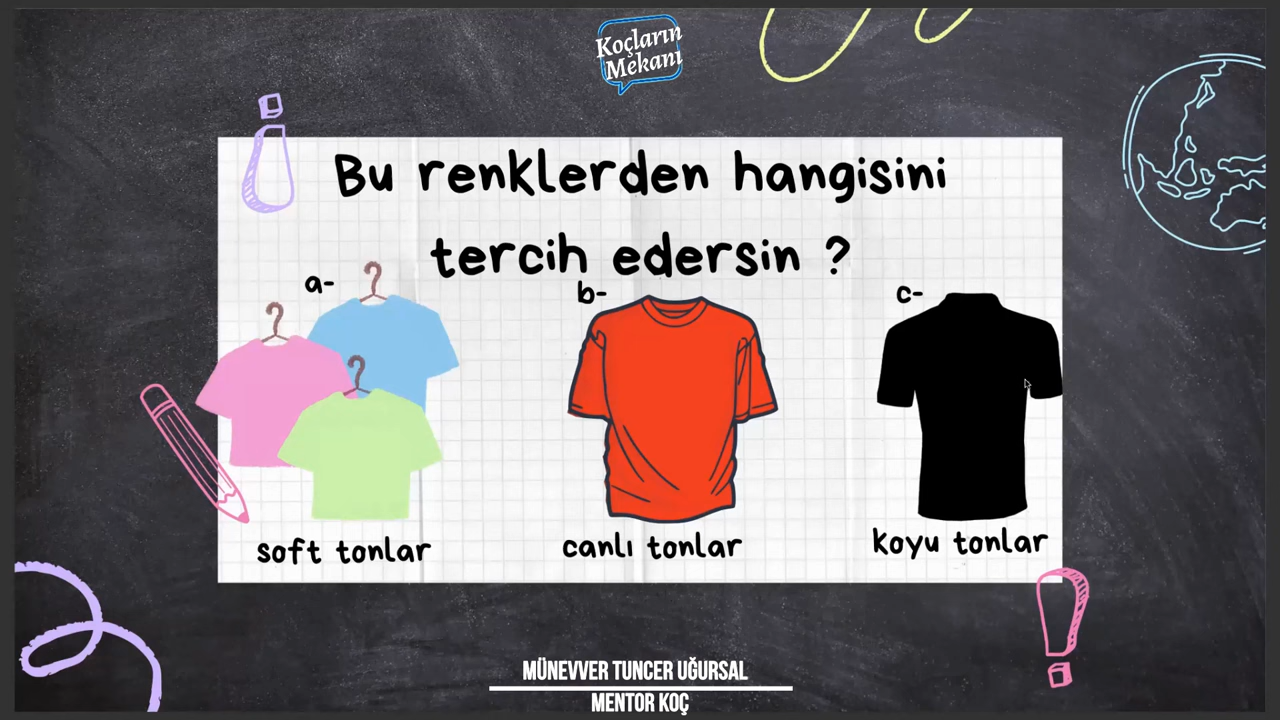 Koçların
Mekanı
Bu renklerden hangisini
tercih edersin ?
a-
b-
c-
soft tonlar
canlı tonlar
koyu tonlar
MÜNEVVER TUNCER UĞURSAL
MENTOR KOÇ